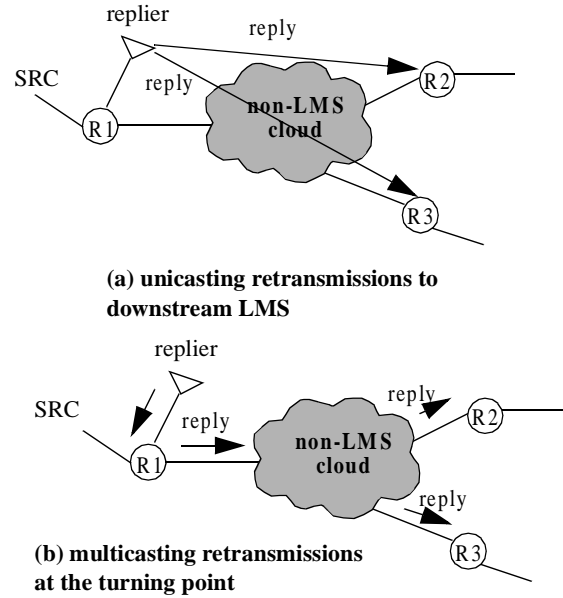 replier
reply
SRC
reply
R2
non-LMS
cloud
R1
R3
(a) unicasting retransmissions to
downstream LMS
replier
reply
SRC
reply
R2
non-LMS
cloud
R1
reply
R3
(b) multicasting retransmissions
at the turning point